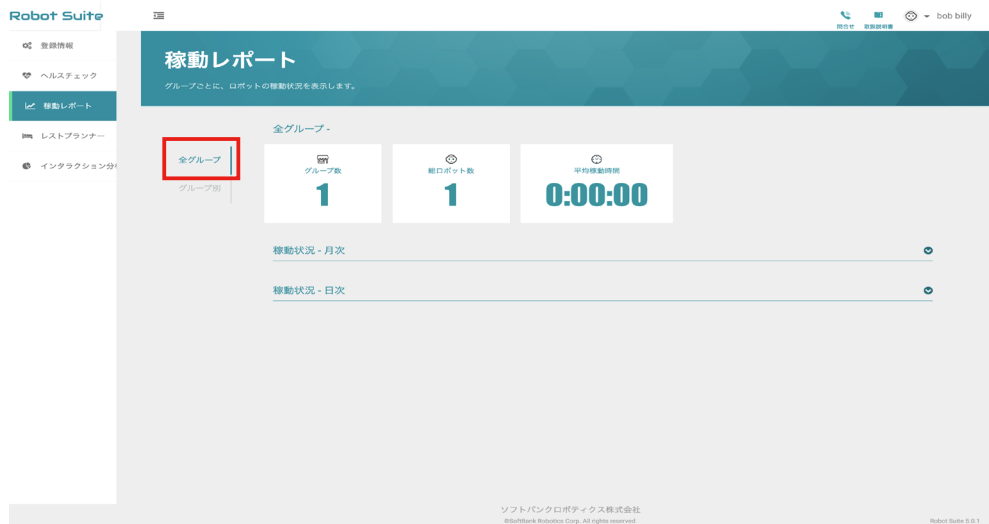 Robot Suite
問合せ
取扱説明書
bob billy
登録情報
ヘルスチェック
稼動レポート
レストプランナー
インタラクション分
稼動レポート
グループごとに、ロボットの稼動状況を表示します。
全グループ
グループ別
全グループ -
グループ数
1
総ロボット数
1
平均稼動時間
0:00:00
稼動状況 - 月次
稼動状況 - 日次
ソフトバンクロボティクス株式会社
©SoftBank Robotics Corp. All rights reserved
Robot Suite 5.0.1